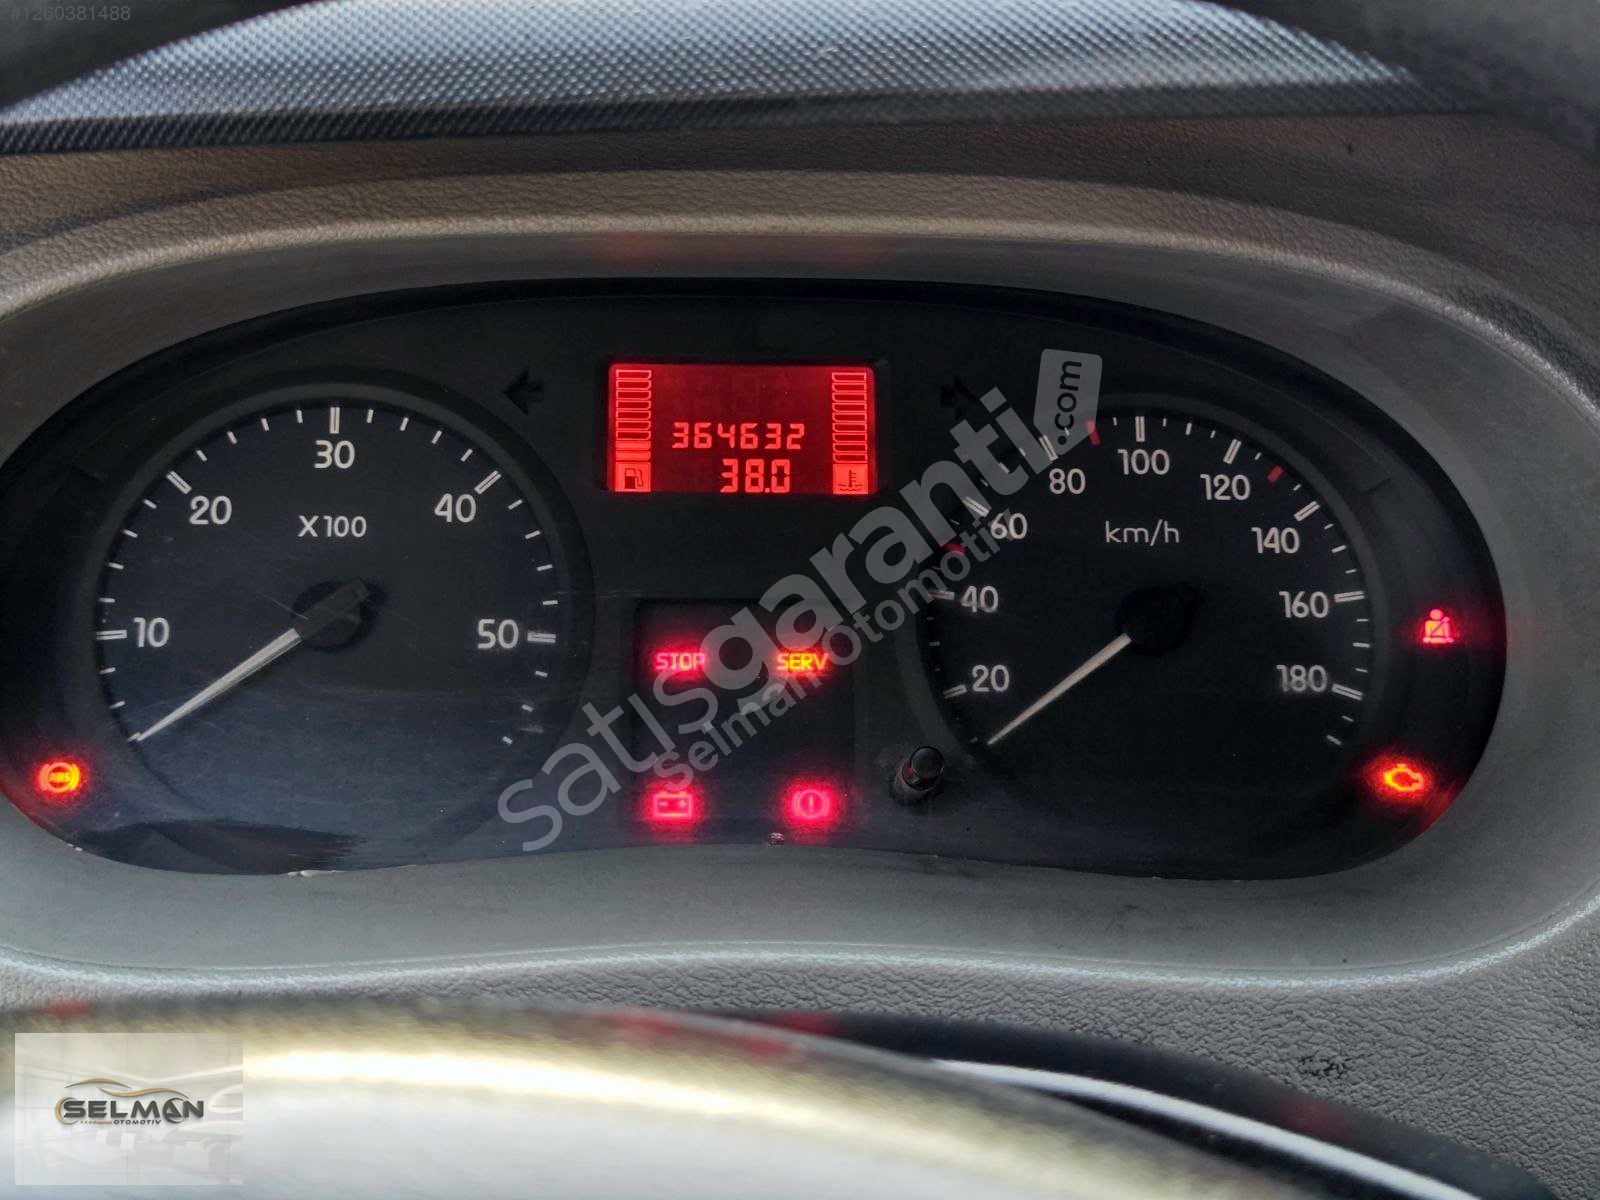 #1260381488
364632
38.0
10
20
30
40
50
X100
20
40
60
80
100
120
140
160
180
km/h
STOP
SERV
ABS
satışgaranti.com
Selman Otomotiv
SELMAN
OTOMOTİV